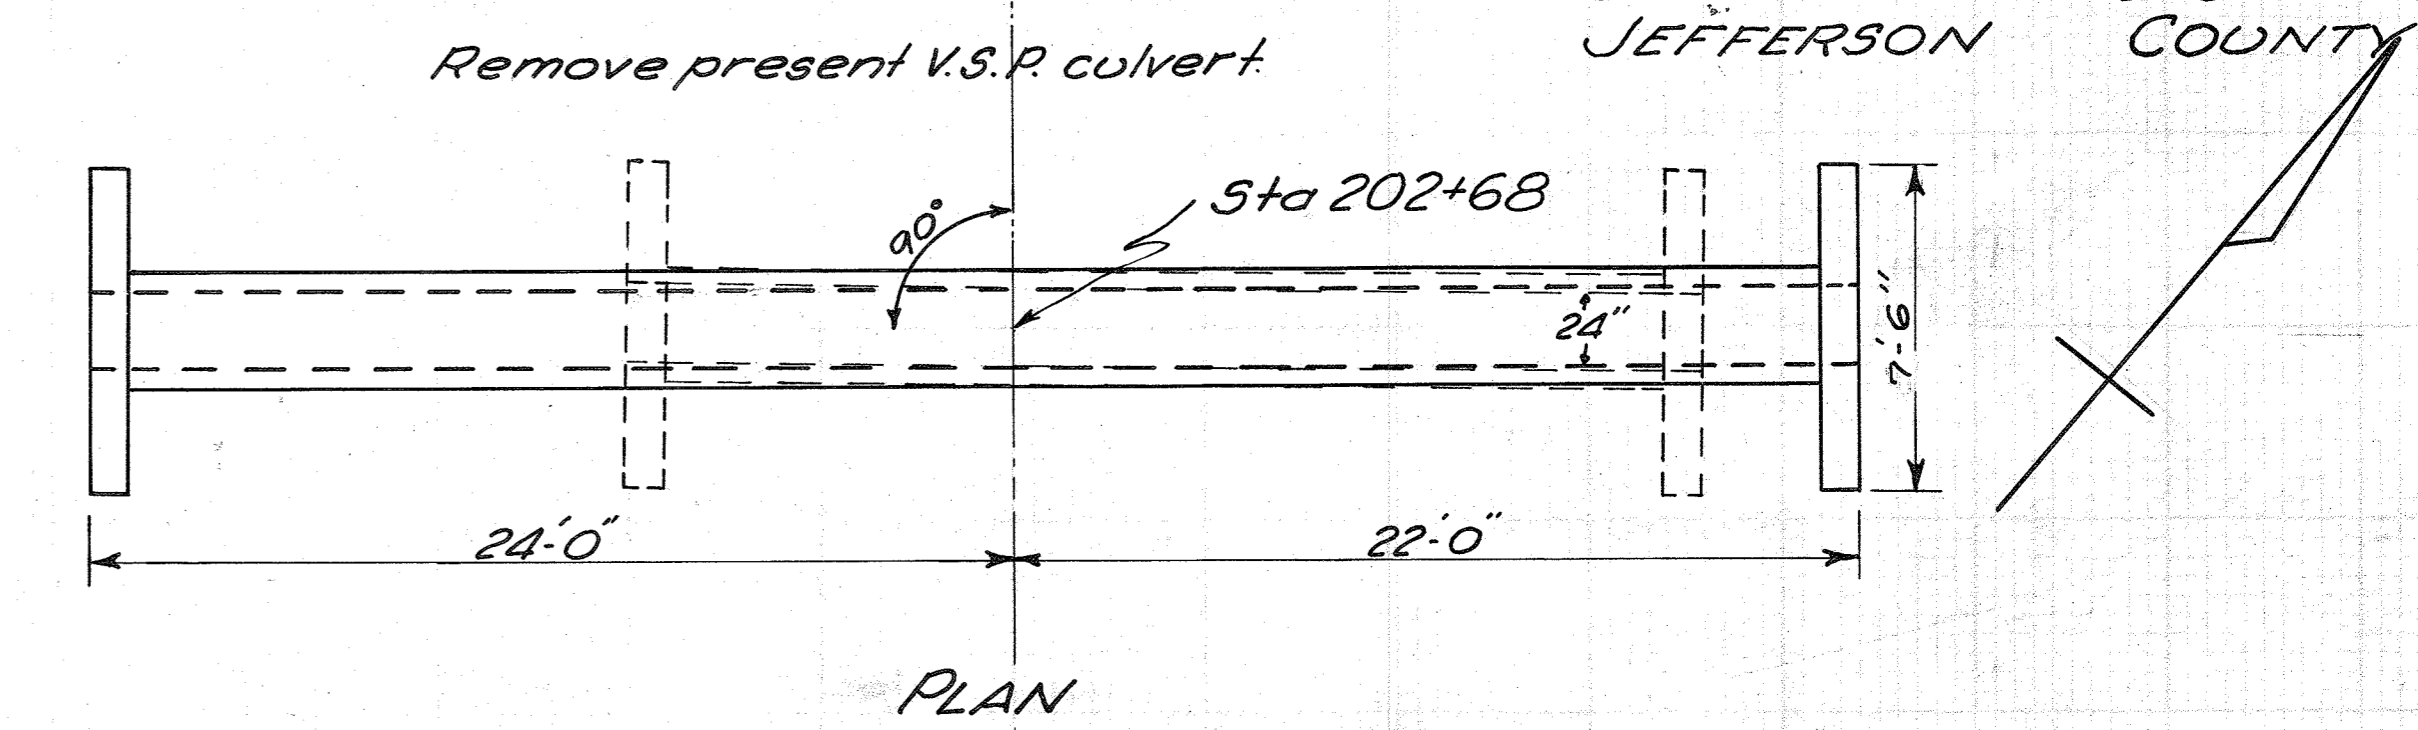 Remove present V.S.P. culvert.
JEFFERSON COUNTY
Sta 202+68
90°
24"
7'-6"
24'-0"
22'-0"
PLAN